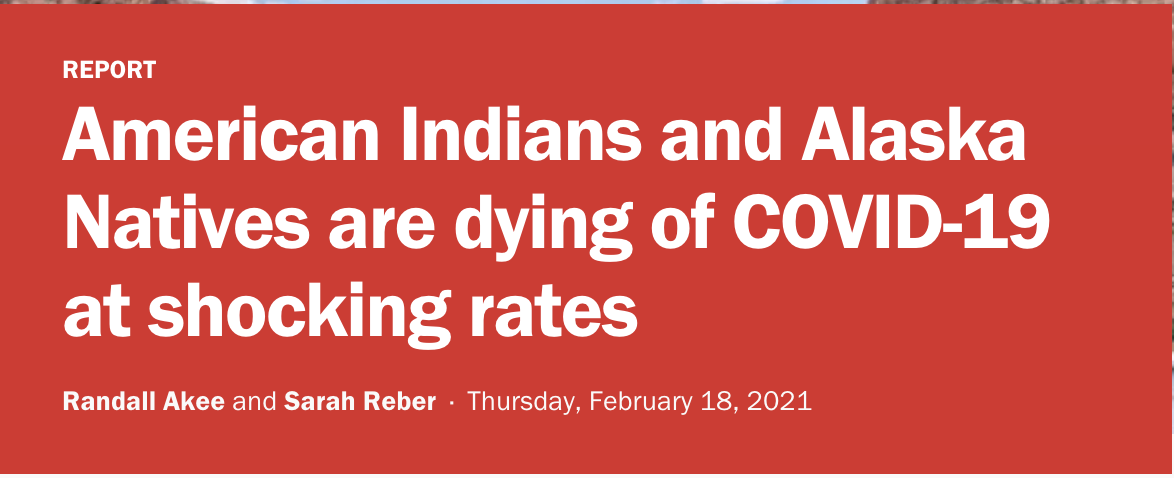 REPORT
American Indians and Alaska
Natives are dying of COVID-19
at shocking rates
Randall Akee and Sarah Reber · Thursday, February 18, 2021